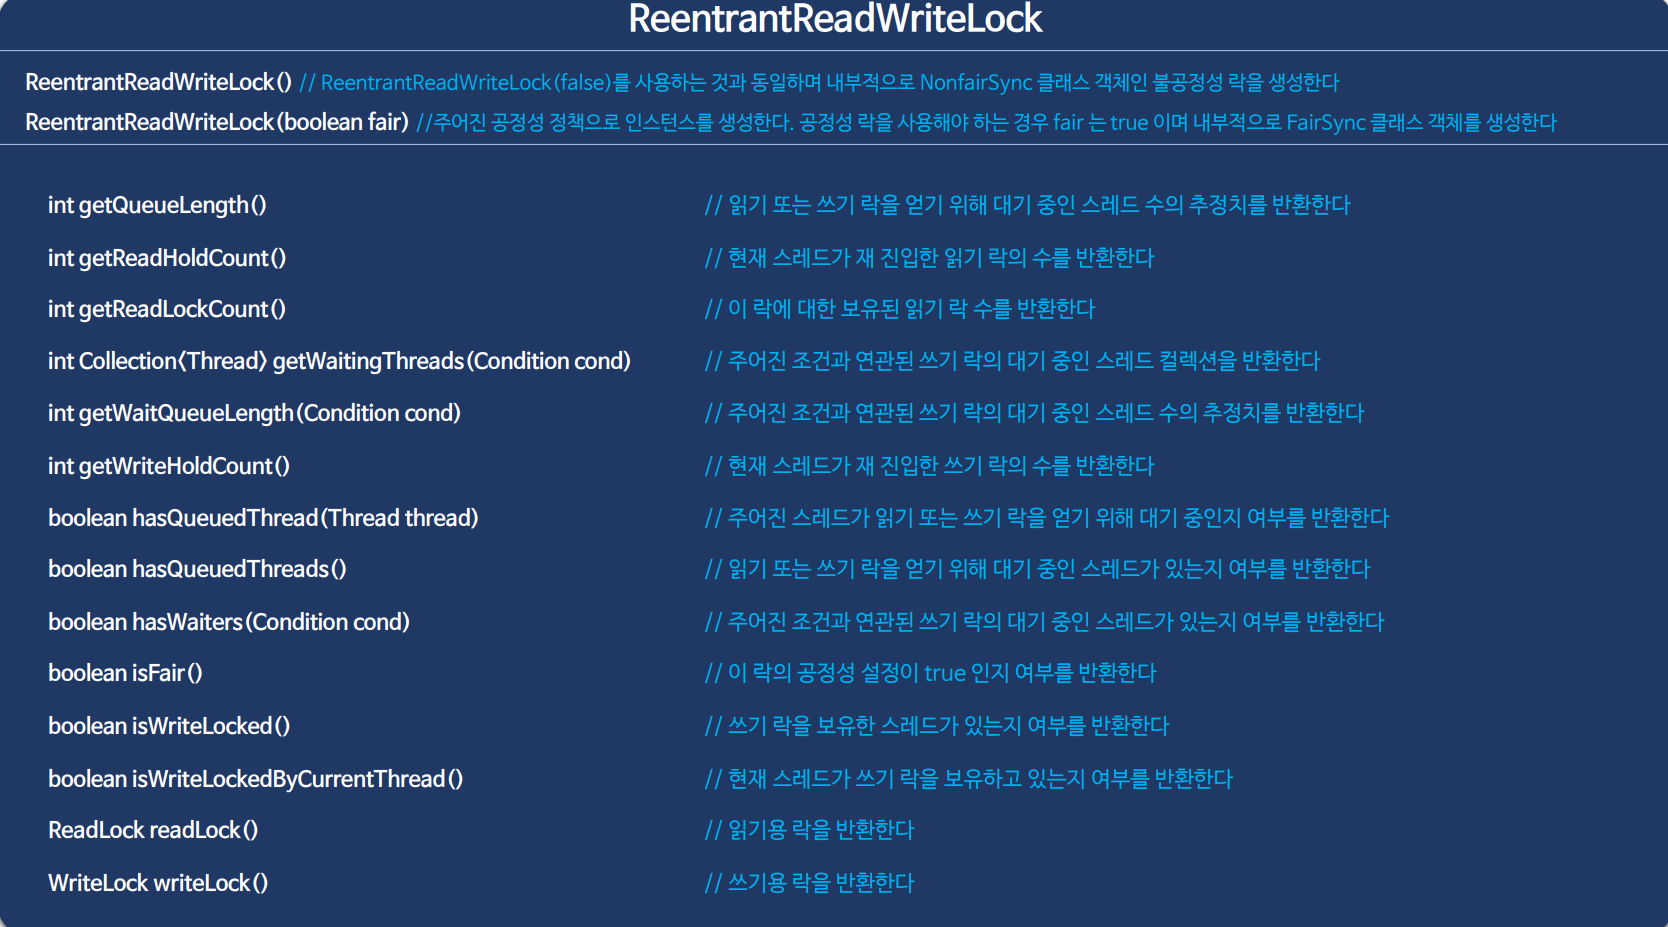 ReentrantReadWriteLock
ReentrantReadWriteLock() // ReentrantReadWriteLock(false)를 사용하는 것과 동일하며 내부적으로 NonfairSync 클래스 객체인 불공정성 락을 생성한다
ReentrantReadWriteLock(boolean fair) //주어진 공정성 정책으로 인스턴스를 생성한다. 공정성 락을 사용해야 하는 경우 fair 는 true 이며 내부적으로 FairSync 클래스 객체를 생성한다
int getQueueLength() // 읽기 또는 쓰기 락을 얻기 위해 대기 중인 스레드 수의 추정치를 반환한다
int getReadHoldCount() // 현재 스레드가 재 진입한 읽기 락의 수를 반환한다
int getReadLockCount() // 이 락에 대한 보유된 읽기 락 수를 반환한다
int Collection<Thread> getWaitingThreads(Condition cond) // 주어진 조건과 연관된 쓰기 락의 대기 중인 스레드 컬렉션을 반환한다
int getWaitQueueLength(Condition cond) // 주어진 조건과 연관된 쓰기 락의 대기 중인 스레드 수의 추정치를 반환한다
int getWriteHoldCount() // 현재 스레드가 재 진입한 쓰기 락의 수를 반환한다
boolean hasQueuedThread(Thread thread) // 주어진 스레드가 읽기 또는 쓰기 락을 얻기 위해 대기 중인지 여부를 반환한다
boolean hasQueuedThreads() // 읽기 또는 쓰기 락을 얻기 위해 대기 중인 스레드가 있는지 여부를 반환한다
boolean hasWaiters(Condition cond) // 주어진 조건과 연관된 쓰기 락의 대기 중인 스레드가 있는지 여부를 반환한다
boolean isFair() // 이 락의 공정성 설정이 true 인지 여부를 반환한다
boolean isWriteLocked() // 쓰기 락을 보유한 스레드가 있는지 여부를 반환한다
boolean isWriteLockedByCurrentThread() // 현재 스레드가 쓰기 락을 보유하고 있는지 여부를 반환한다
ReadLock readLock() // 읽기용 락을 반환한다
WriteLock writeLock() // 쓰기용 락을 반환한다